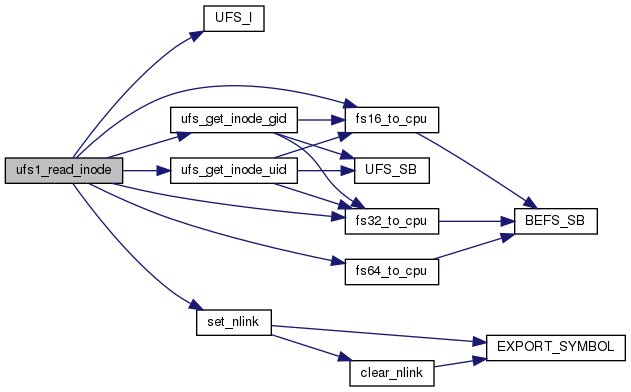 UFS_I
ufs_get_inode_gid
fs16_to_cpu
ufs1_read_inode
ufs_get_inode_uid
UFS_SB
fs32_to_cpu
BEFS_SB
fs64_to_cpu
set_nlink
EXPORT_SYMBOL
clear_nlink